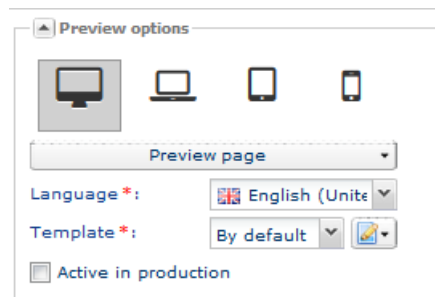 Preview options
Preview page
Language*: English (Unite
Template*: By default
Active in production